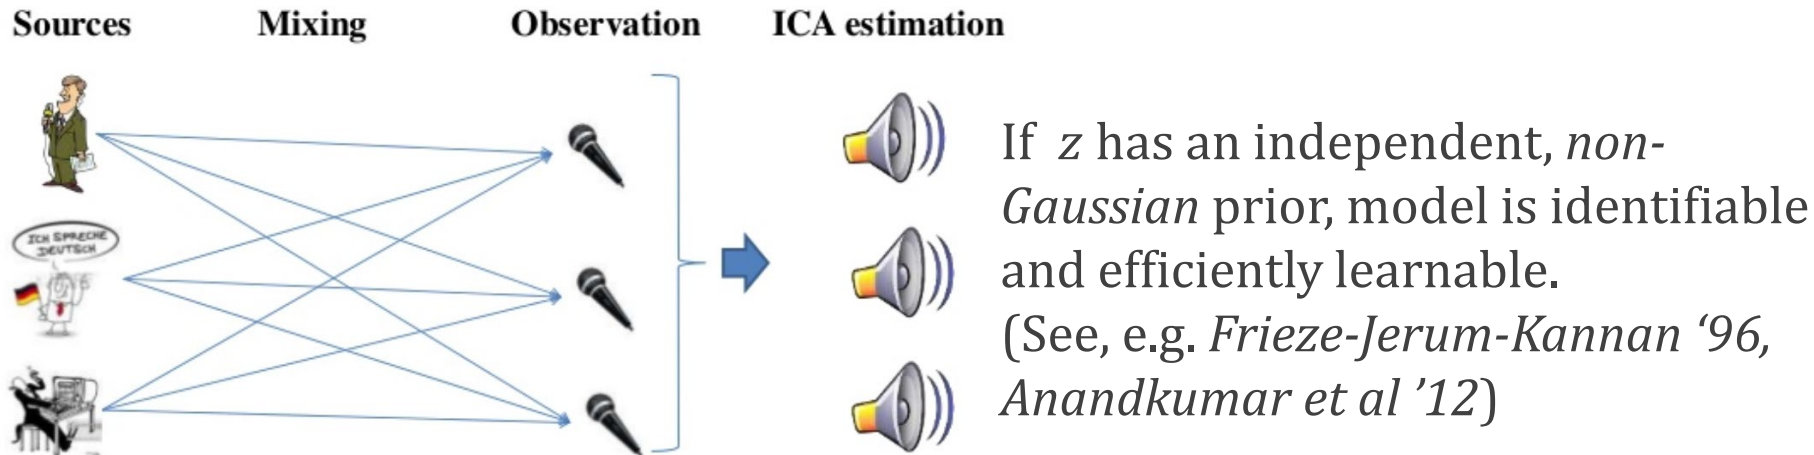 Sources Mixing Observation ICA estimation
ICH SPRECHE
DEUTSCH
If z has an independent, non-
Gaussian prior, model is identifiable
and efficiently learnable.
(See, e.g. Frieze-Jerum-Kannan ‘96,
Anandkumar et al ’12)